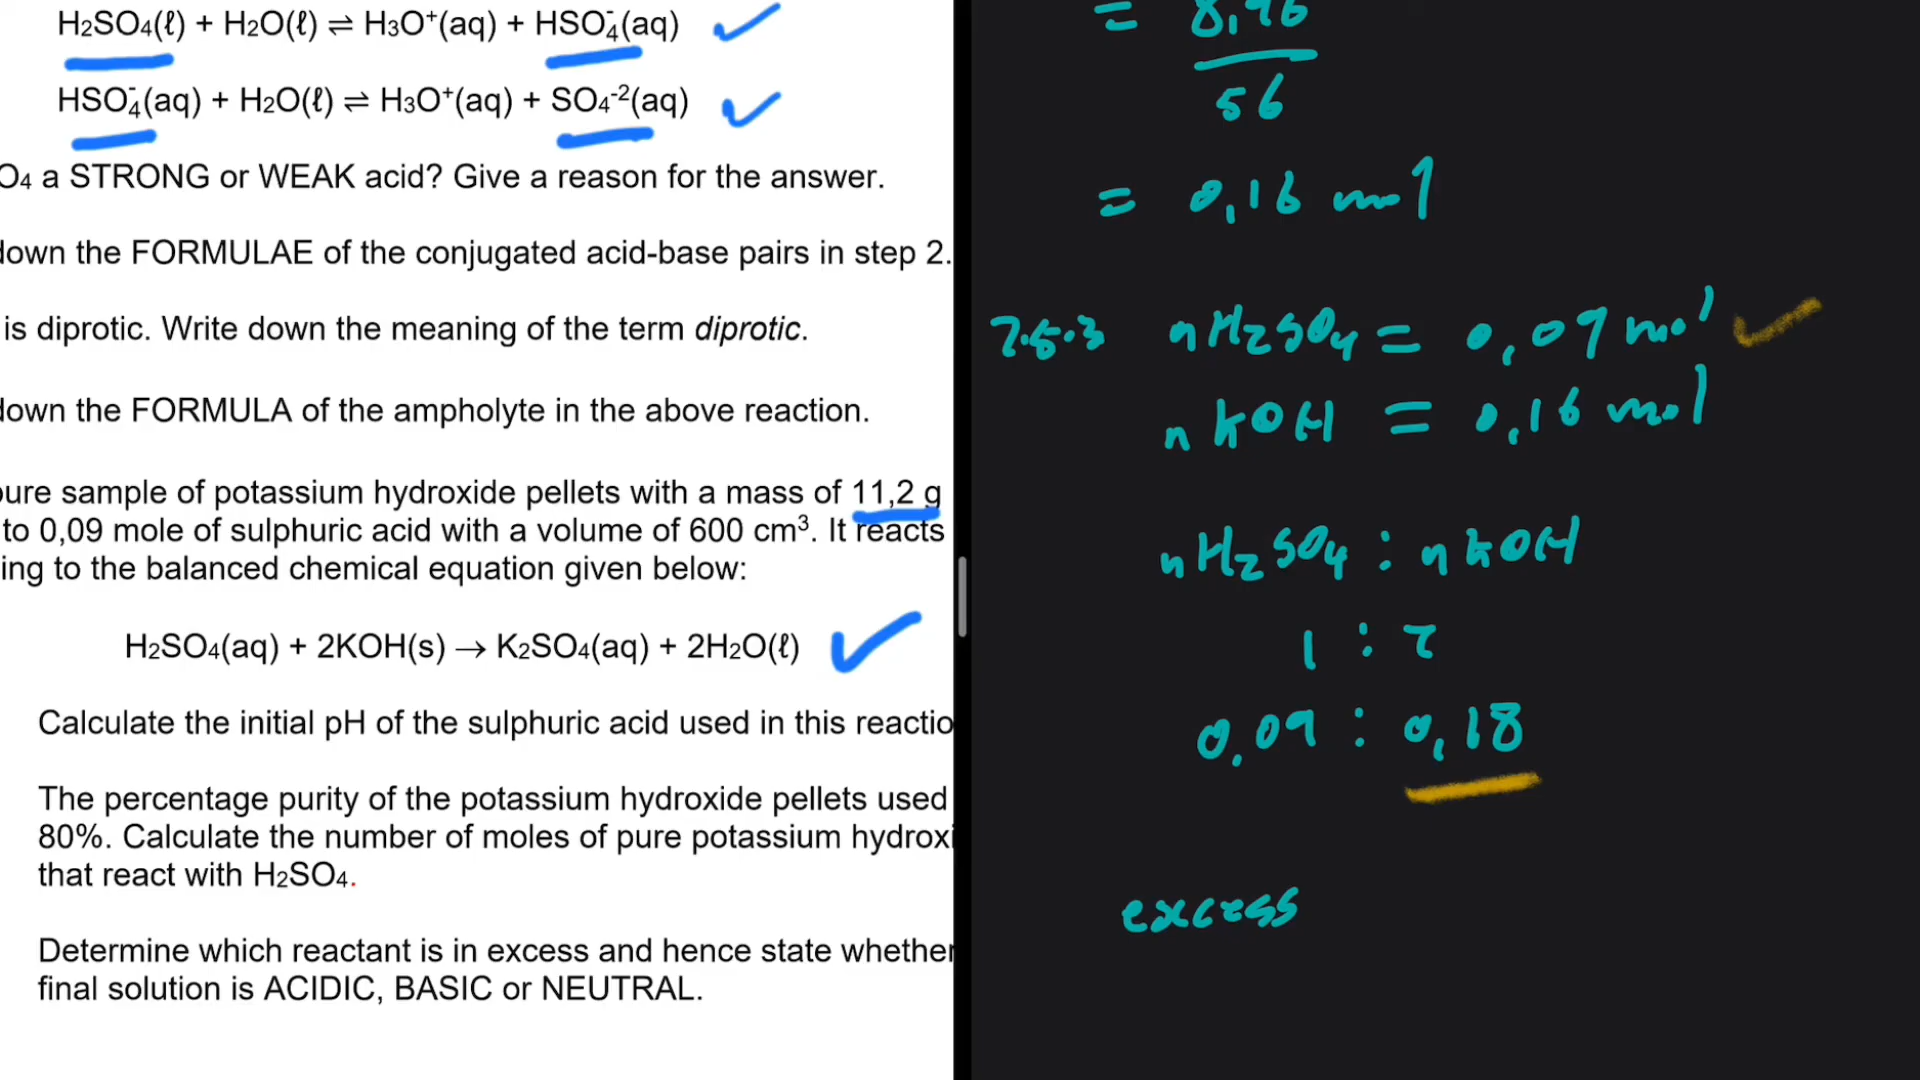 H2SO4(ℓ) + H2O(ℓ) ⇌ H3O⁺(aq) + HSO₄⁻(aq)
HSO₄⁻(aq) + H2O(ℓ) ⇌ H3O⁺(aq) + SO4⁻²(aq)
O4 a STRONG or WEAK acid? Give a reason for the answer.
down the FORMULAE of the conjugated acid-base pairs in step 2.
is diprotic. Write down the meaning of the term diprotic.
down the FORMULA of the ampholyte in the above reaction.
pure sample of potassium hydroxide pellets with a mass of 11,2 g
to 0,09 mole of sulphuric acid with a volume of 600 cm³. It reacts
ing to the balanced chemical equation given below:
H2SO4(aq) + 2KOH(s) → K2SO4(aq) + 2H2O(ℓ)
Calculate the initial pH of the sulphuric acid used in this reactio
The percentage purity of the potassium hydroxide pellets used
80%. Calculate the number of moles of pure potassium hydroxi
that react with H2SO4.
Determine which reactant is in excess and hence state whether
final solution is ACIDIC, BASIC or NEUTRAL.
= 8,96
56
= 0,16 mol
7.5.3 nH2SO4 = 0,09 mol
nKOH = 0,16 mol
nH2SO4 : nKOH
1 : 2
0,09 : 0,18
excess